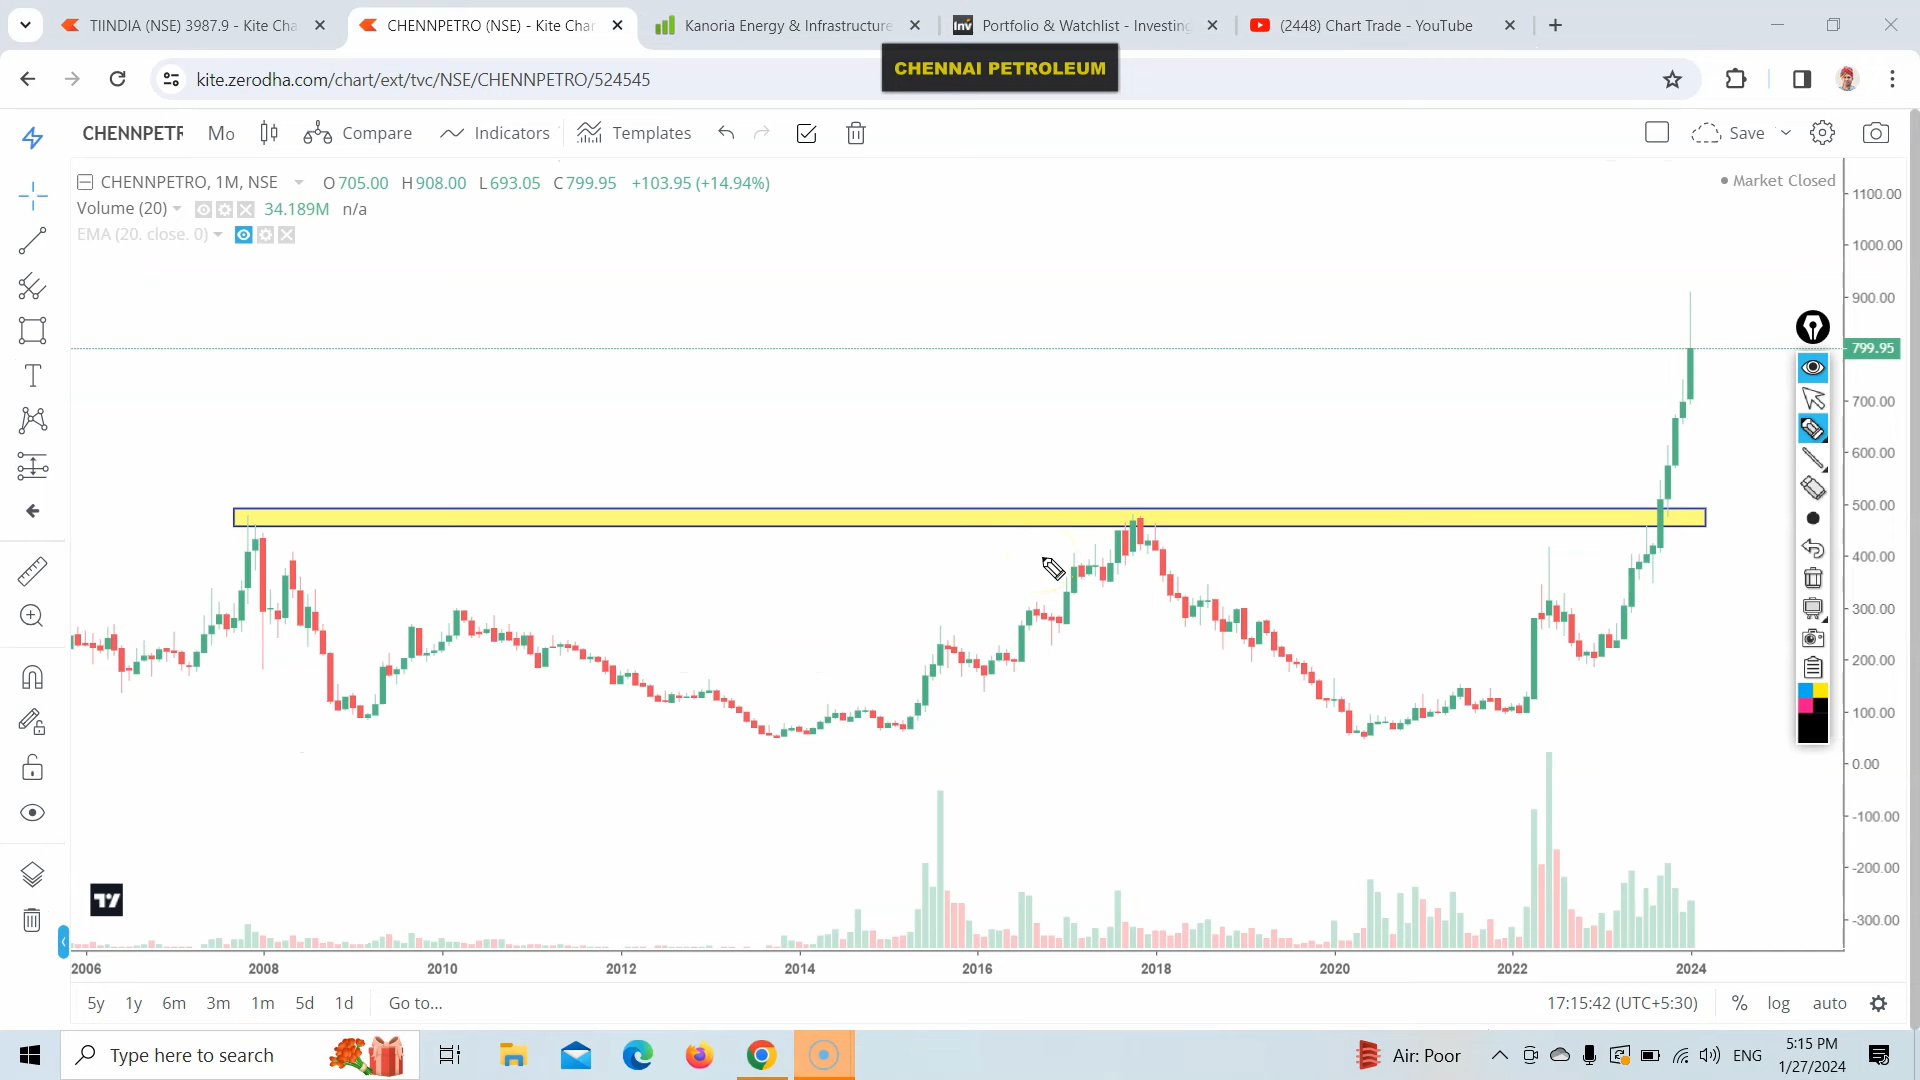 TIINDIA (NSE) 3987.9 - Kite Cha
CHENNPETRO (NSE) - Kite Char
Kanoria Energy & Infrastructure
Portfolio & Watchlist - Investing
(2448) Chart Trade - YouTube
kite.zerodha.com/chart/ext/tvc/NSE/CHENNPETRO/524545
CHENNAI PETROLEUM
CHENNPETR Mo Compare Indicators Templates Save
CHENNPETRO, 1M, NSE O 705.00 H 908.00 L 693.05 C 799.95 +103.95 (+14.94%)
Market Closed
Volume (20) 34.189M n/a
EMA (20. close. 0)
1100.00
1000.00
900.00
799.95
700.00
600.00
500.00
400.00
300.00
200.00
100.00
0.00
-100.00
-200.00
-300.00
2006 2008 2010 2012 2014 2016 2018 2020 2022 2024
5y 1y 6m 3m 1m 5d 1d Go to... 17:15:42 (UTC+5:30) % log auto
Type here to search
Air: Poor
ENG
5:15 PM
1/27/2024